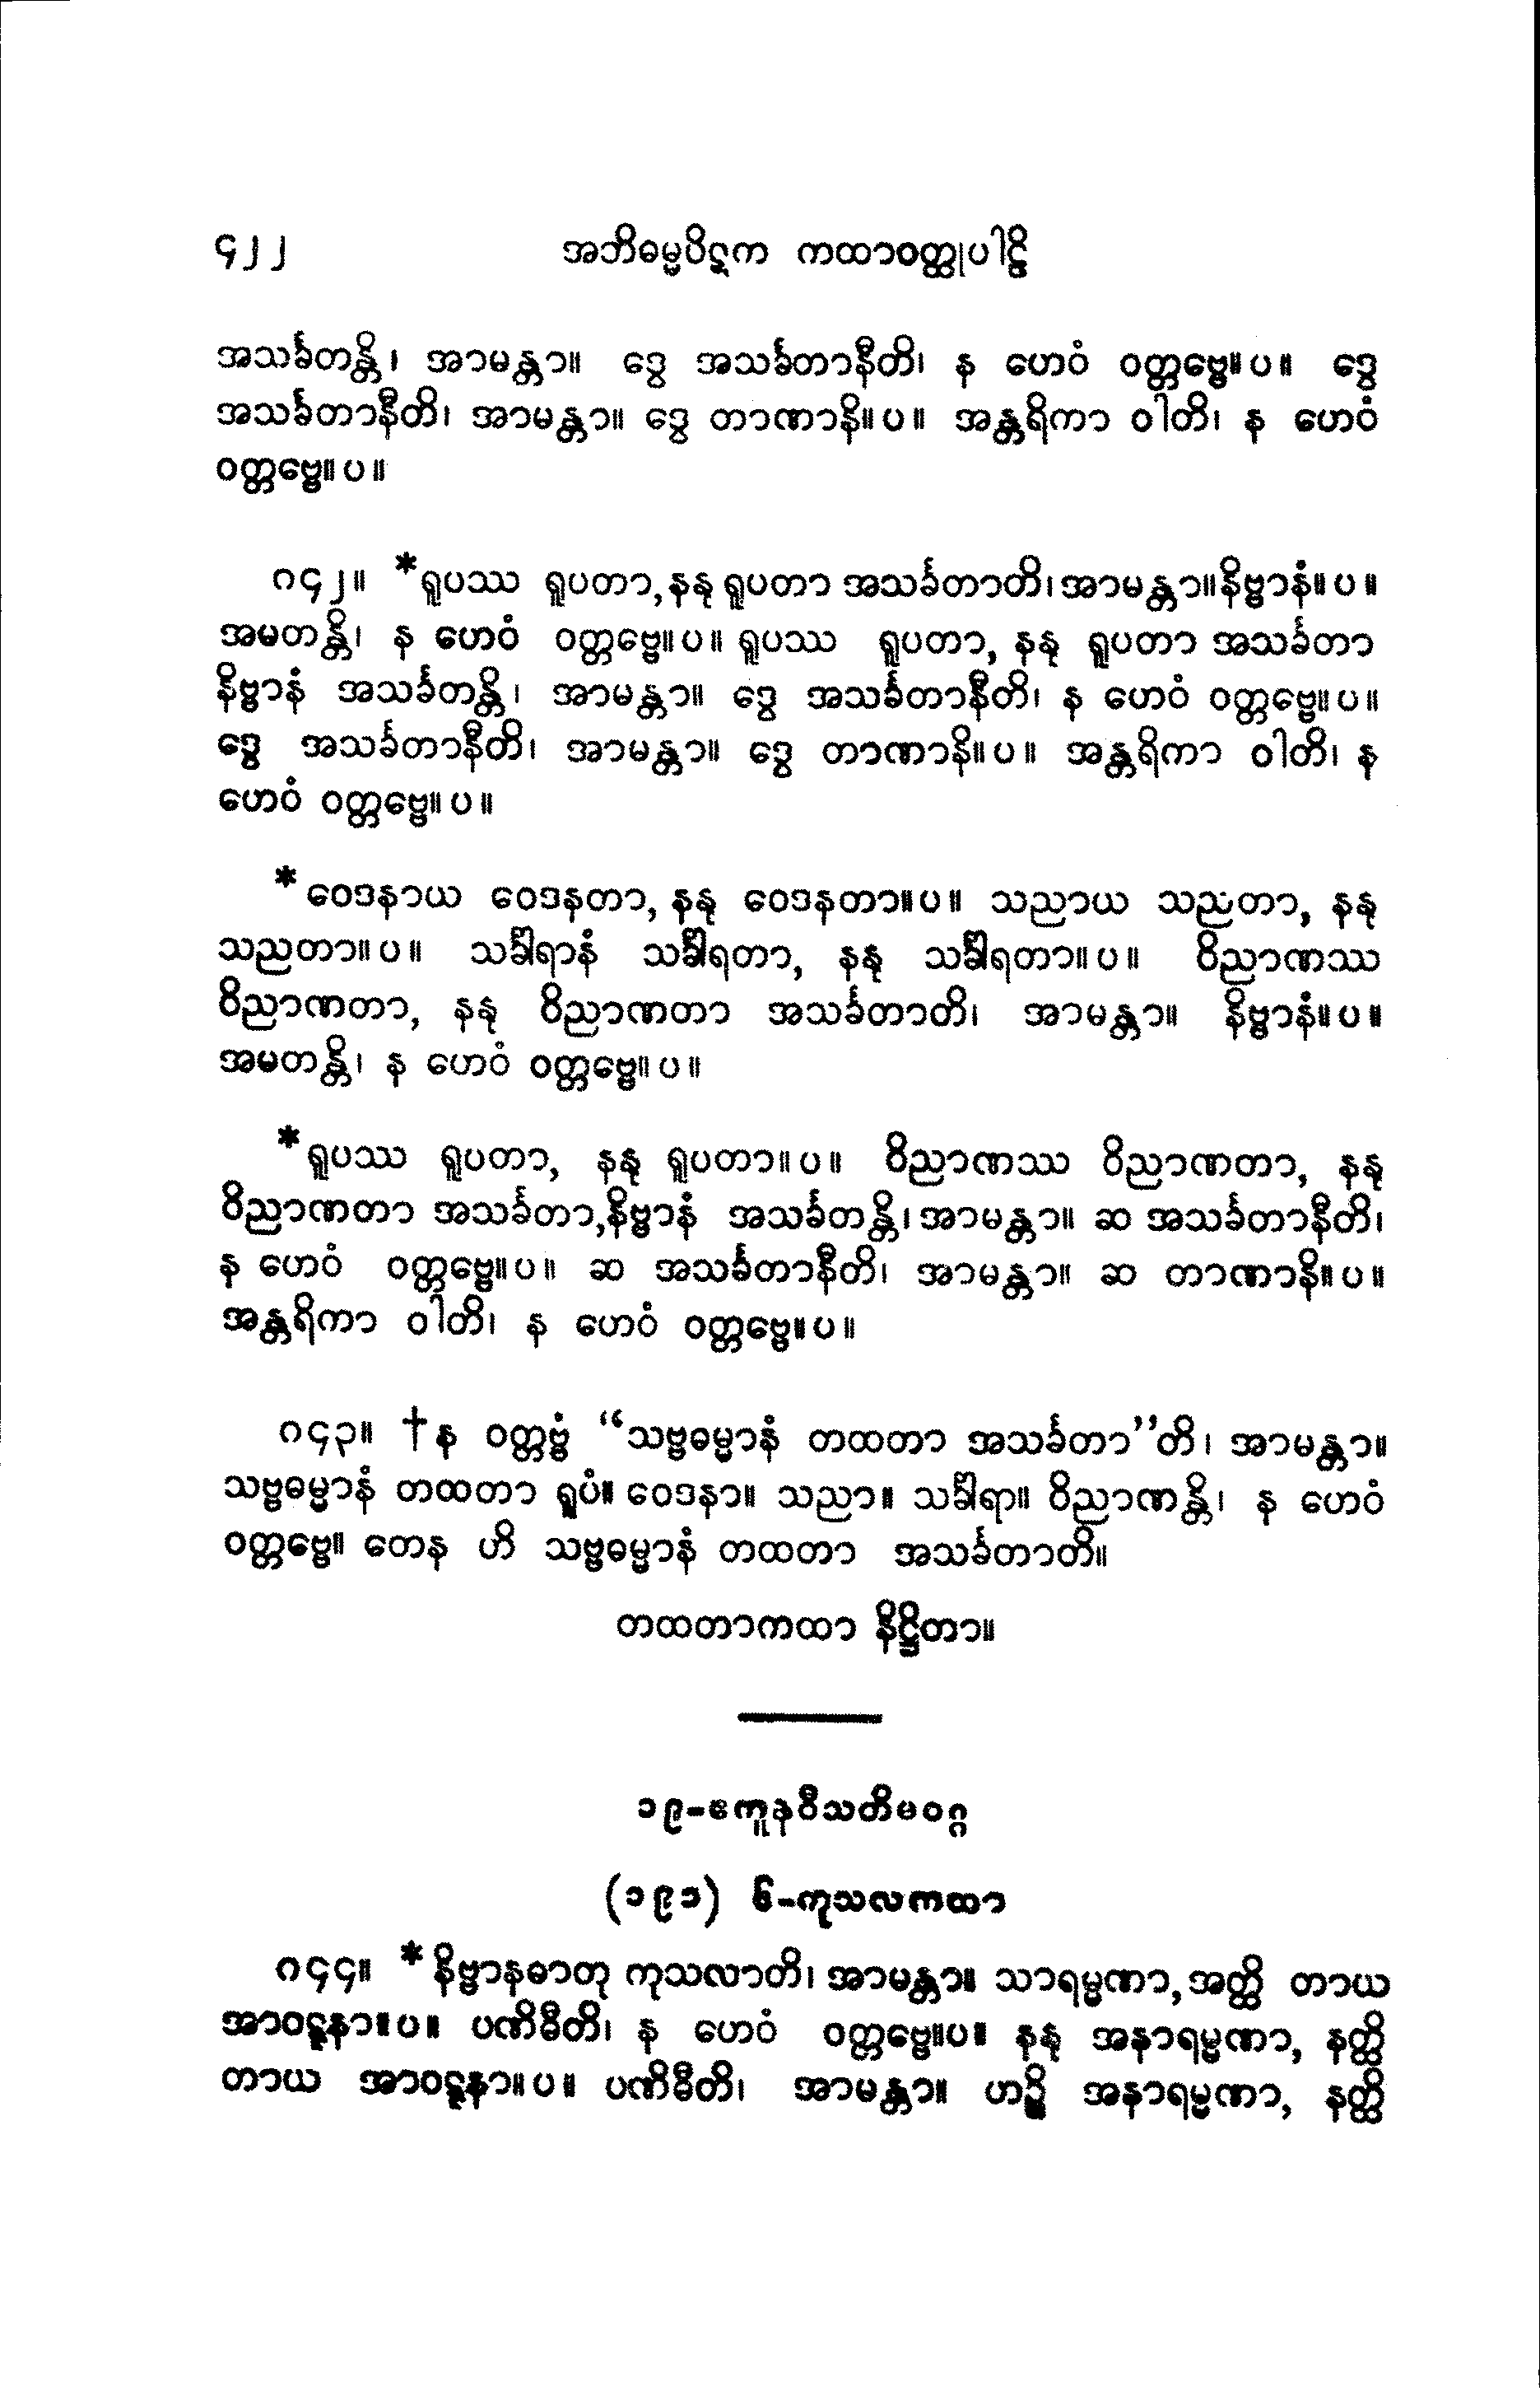 ၄၂၂ အဘိဓမ္မပိဋက ကထာဝတ္ထုပါဠိ
အသင်္ခတန္တိ၊ အာမန္တာ။ ဒွေ အသင်္ခတာနီတိ၊ န ဟေဝံ ဝတ္တဗ္ဗေ။ပ။ ဒွေ
အသင်္ခတာနီတိ၊ အာမန္တာ။ ဒွေ တာဏာနိ။ပ။ အန္တရိကာ ဝါတိ၊ န ဟေဝံ
ဝတ္တဗ္ဗေ။ပ။
၈၄၂။ *ရူပဿ ရူပတာ, နနု ရူပတာ အသင်္ခတာတိ၊ အာမန္တာ။ နိဗ္ဗာနံ။ပ။
အမတန္တိ၊ န ဟေဝံ ဝတ္တဗ္ဗေ။ပ။ ရူပဿ ရူပတာ, နနု ရူပတာ အသင်္ခတာ
နိဗ္ဗာနံ အသင်္ခတန္တိ၊ အာမန္တာ။ ဒွေ အသင်္ခတာနီတိ၊ န ဟေဝံ ဝတ္တဗ္ဗေ။ပ။
ဒွေ အသင်္ခတာနီတိ၊ အာမန္တာ။ ဒွေ တာဏာနိ။ပ။ အန္တရိကာ ဝါတိ၊ န
ဟေဝံ ဝတ္တဗ္ဗေ။ပ။
*ဝေဒနာယ ဝေဒနတာ, နနု ဝေဒနတာ။ပ။ သညာယ သညတာ, နနု
သညတာ။ပ။ သင်္ခါရာနံ သင်္ခါရတာ, နနု သင်္ခါရတာ။ပ။ ဝိညာဏဿ
ဝိညာဏတာ, နနု ဝိညာဏတာ အသင်္ခတာတိ၊ အာမန္တာ။ နိဗ္ဗာနံ။ပ။
အမတန္တိ၊ န ဟေဝံ ဝတ္တဗ္ဗေ။ပ။
*ရူပဿ ရူပတာ, နနု ရူပတာ။ပ။ ဝိညာဏဿ ဝိညာဏတာ, နနု
ဝိညာဏတာ အသင်္ခတာ,နိဗ္ဗာနံ အသင်္ခတန္တိ၊ အာမန္တာ။ ဆ အသင်္ခတာနီတိ၊
န ဟေဝံ ဝတ္တဗ္ဗေ။ပ။ ဆ အသင်္ခတာနီတိ၊ အာမန္တာ။ ဆ တာဏာနိ။ပ။
အန္တရိကာ ဝါတိ၊ န ဟေဝံ ဝတ္တဗ္ဗေ။ပ။
၈၄၃။ †န ဝတ္တဗ္ဗံ “သဗ္ဗဓမ္မာနံ တထတာ အသင်္ခတာ”တိ၊ အာမန္တာ။
သဗ္ဗဓမ္မာနံ တထတာ ရူပံ။ ဝေဒနာ။ သညာ။ သင်္ခါရာ။ ဝိညာဏန္တိ၊ န ဟေဝံ
ဝတ္တဗ္ဗေ။ တေန ဟိ သဗ္ဗဓမ္မာနံ တထတာ အသင်္ခတာတိ။
တထတာကထာ နိဋ္ဌိတာ။
၁၉-ဧကူနဝီသတိမဝဂ္ဂ
(၁၉၁) ၆-ကုသလကထာ
၈၄၄။ *နိဗ္ဗာနဓာတု ကုသလာတိ၊ အာမန္တာ။ သာရမ္မဏာ, အတ္ထိ တာယ
အာဝဋ္ဋနာ။ပ။ ပဏိဓီတိ၊ န ဟေဝံ ဝတ္တဗ္ဗေ။ပ။ နနု အနာရမ္မဏာ, နတ္ထိ
တာယ အာဝဋ္ဋနာ။ပ။ ပဏိဓီတိ၊ အာမန္တာ။ ဟဉ္စိ အနာရမ္မဏာ, နတ္ထိ